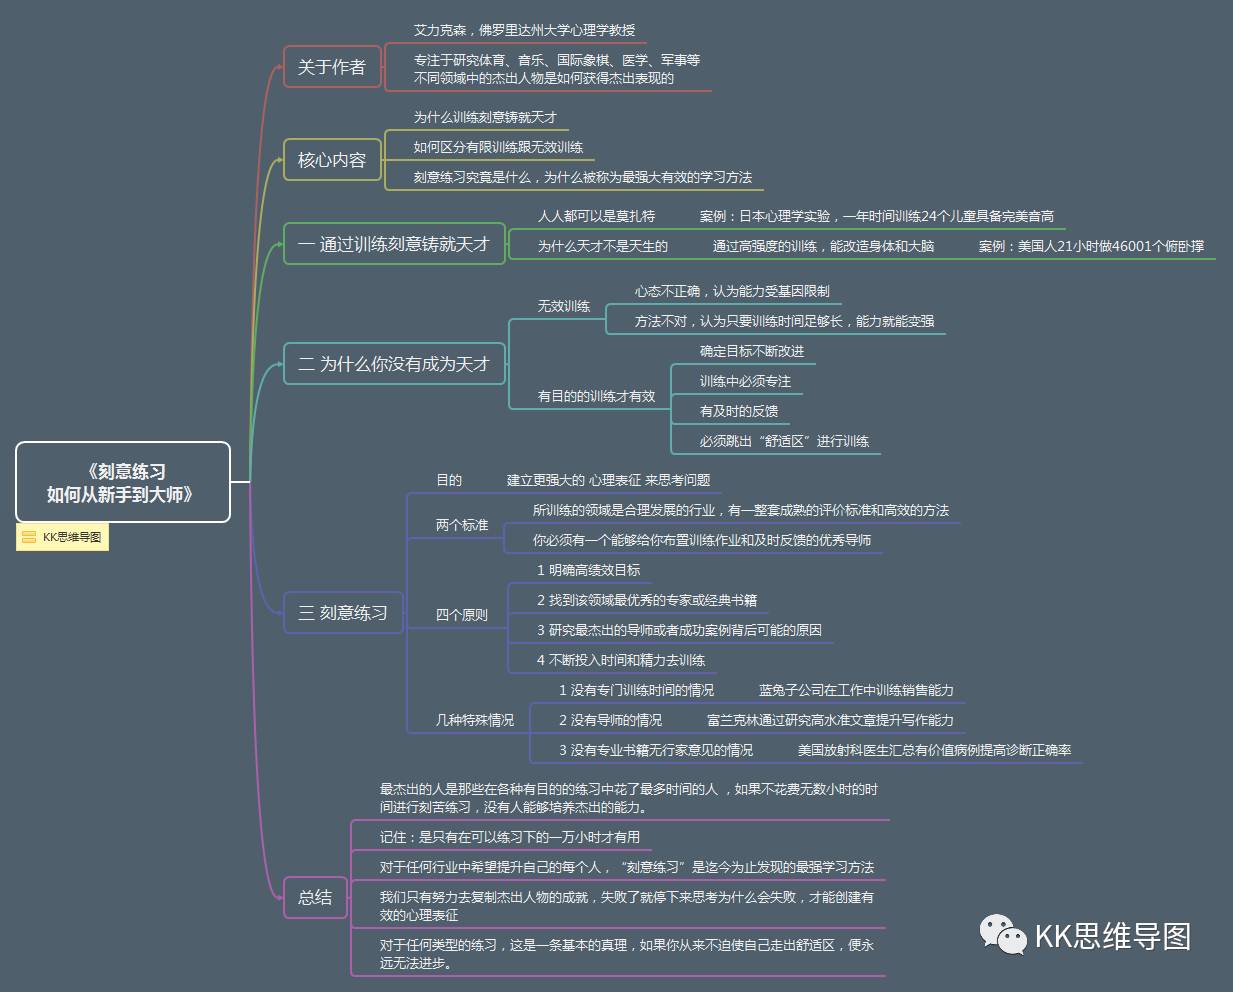 《刻意练习
如何从新手到大师》
KK思维导图
关于作者
艾力克森，佛罗里达州大学心理学教授
专注于研究体育、音乐、国际象棋、医学、军事等
不同领域中的杰出人物是如何获得杰出表现的
核心内容
为什么训练刻意铸就天才
如何区分有限训练跟无效训练
刻意练习究竟是什么，为什么被称为最强大有效的学习方法
一 通过训练刻意铸就天才
人人都可以是莫扎特
案例：日本心理学实验，一年时间训练24个儿童具备完美音高
为什么天才不是天生的
通过高强度的训练，能改造身体和大脑
案例：美国人21小时做46001个俯卧撑
二 为什么你没有成为天才
无效训练
心态不正确，认为能力受基因限制
方法不对，认为只要训练时间足够长，能力就能变强
有目的的训练才有效
确定目标不断改进
训练中必须专注
有及时的反馈
必须跳出“舒适区”进行训练
三 刻意练习
目的
建立更强大的 心理表征 来思考问题
两个标准
所训练的领域是合理发展的行业，有一整套成熟的评价标准和高效的方法
你必须有一个能够给你布置训练作业和及时反馈的优秀导师
四个原则
1 明确高绩效目标
2 找到该领域最优秀的专家或经典书籍
3 研究最杰出的导师或者成功案例背后可能的原因
4 不断投入时间和精力去训练
几种特殊情况
1 没有专门训练时间的情况
蓝兔子公司在工作中训练销售能力
2 没有导师的情况
富兰克林通过研究高水准文章提升写作能力
3 没有专业书籍无行家意见的情况
美国放射科医生汇总有价值病例提高诊断正确率
总结
最杰出的人是那些在各种有目的的练习中花了最多时间的人 ，如果不花费无数小时的时
间进行刻苦练习，没有人能够培养杰出的能力。
记住：是只有在可以练习下的一万小时才有用
对于任何行业中希望提升自己的每个人，“刻意练习”是迄今为止发现的最强学习方法
我们只有努力去复制杰出人物的成就，失败了就停下来思考为什么会失败，才能创建有
效的心理表征
对于任何类型的练习，这是一条基本的真理，如果你从来不迫使自己走出舒适区，便永
远无法进步。
KK思维导图